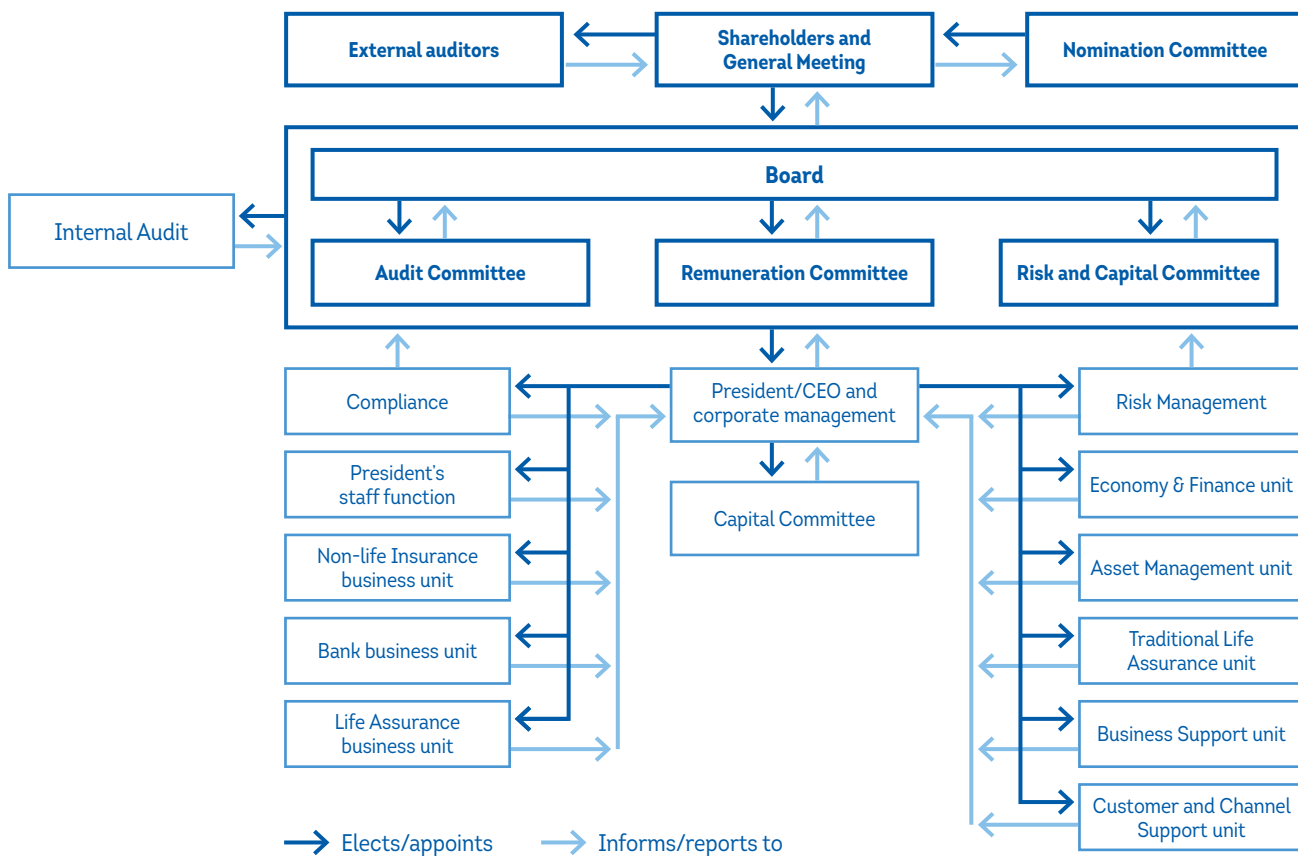 External auditors
Shareholders and
General Meeting
Nomination Committee
Board
Internal Audit
Audit Committee
Remuneration Committee
Risk and Capital Committee
Compliance
President/CEO and
corporate management
Risk Management
President's
staff function
Economy & Finance unit
Capital Committee
Non-life Insurance
business unit
Asset Management unit
Bank business unit
Traditional Life
Assurance unit
Life Assurance
business unit
Business Support unit
Customer and Channel
Support unit
Elects/appoints
Informs/reports to